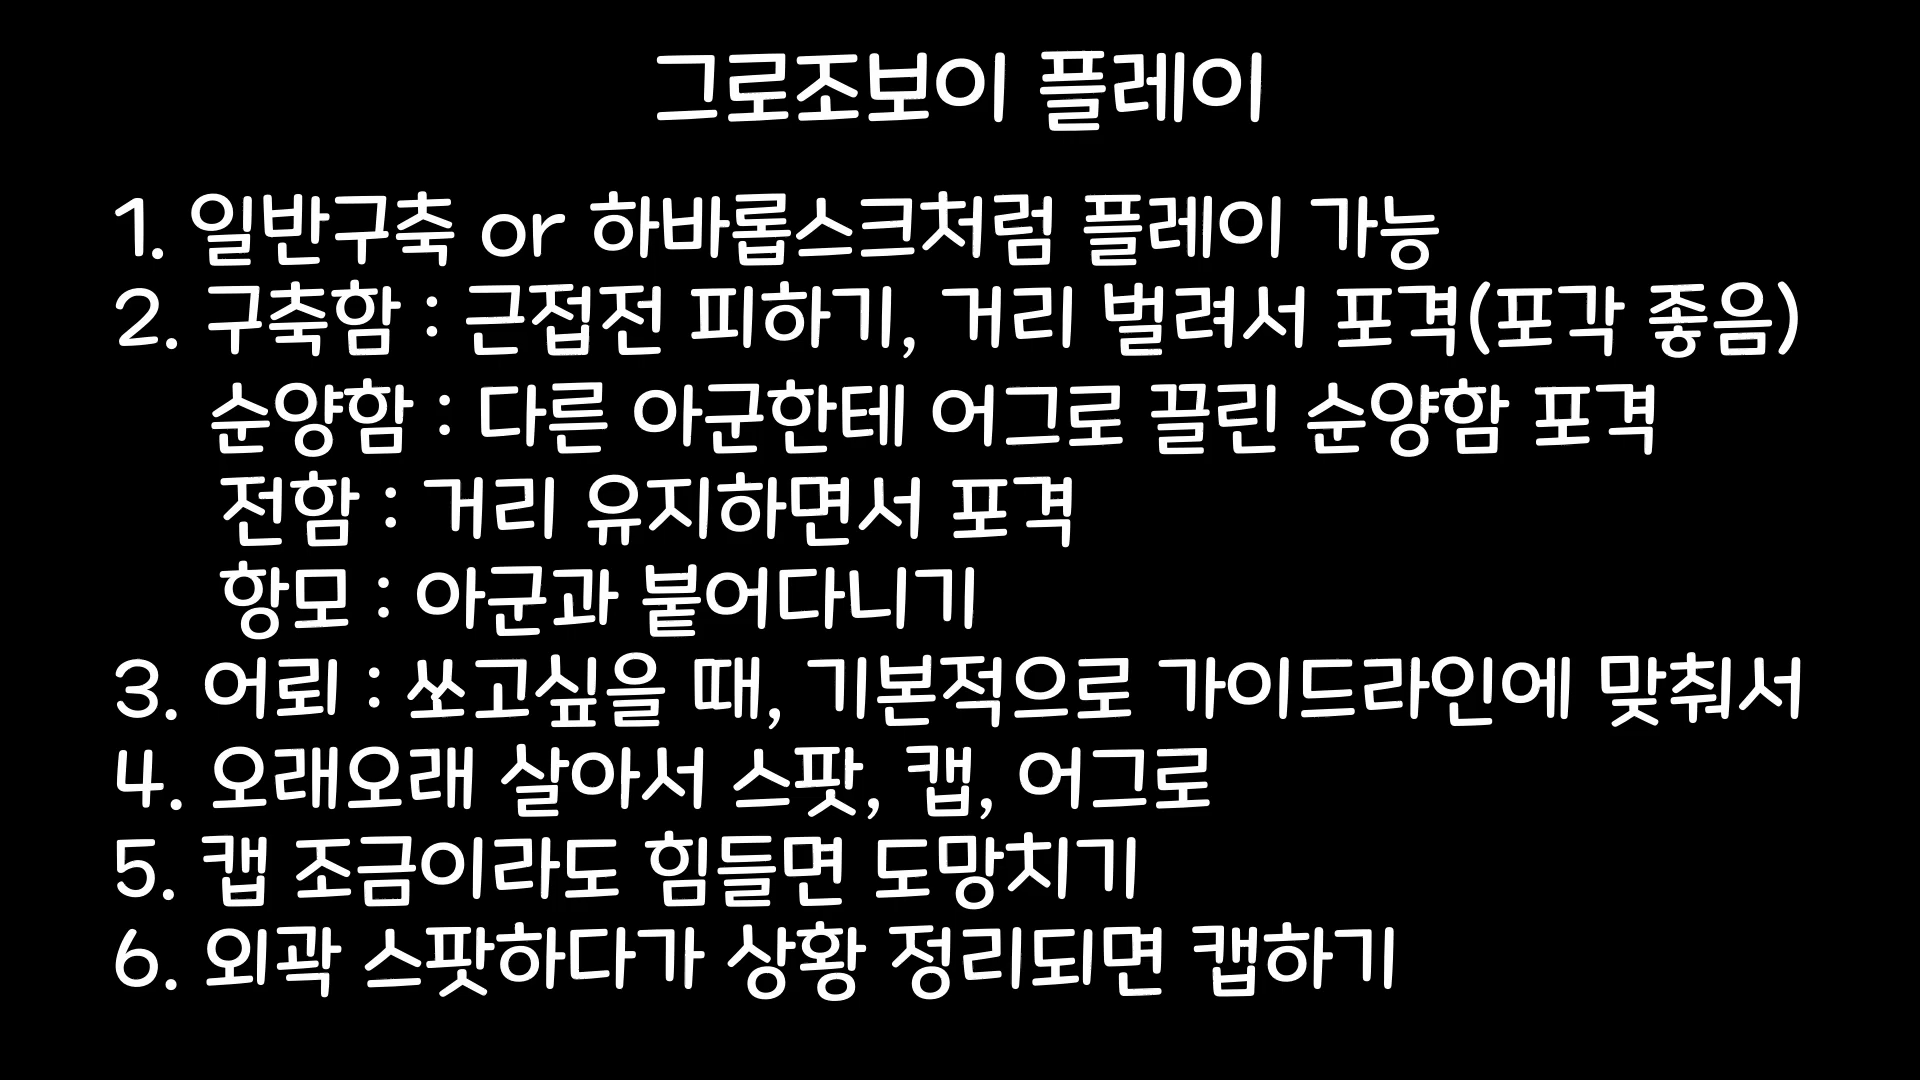 그로조보이 플레이
1. 일반구축 or 하바롭스크처럼 플레이 가능
2. 구축함 : 근접전 피하기, 거리 벌려서 포격(포각 좋음)
순양함 : 다른 아군한테 어그로 끌린 순양함 포격
전함 : 거리 유지하면서 포격
항모 : 아군과 붙어다니기
3. 어뢰 : 쏘고싶을 때, 기본적으로 가이드라인에 맞춰서
4. 오래오래 살아서 스팟, 캡, 어그로
5. 캡 조금이라도 힘들면 도망치기
6. 외곽 스팟하다가 상황 정리되면 캡하기